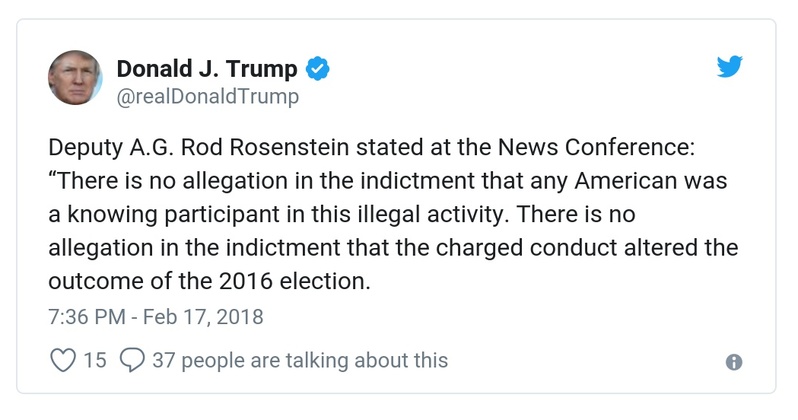 Donald J. Trump
@realDonaldTrump
Deputy A.G. Rod Rosenstein stated at the News Conference:
“There is no allegation in the indictment that any American was
a knowing participant in this illegal activity. There is no
allegation in the indictment that the charged conduct altered the
outcome of the 2016 election.
7:36 PM - Feb 17, 2018
15 37 people are talking about this